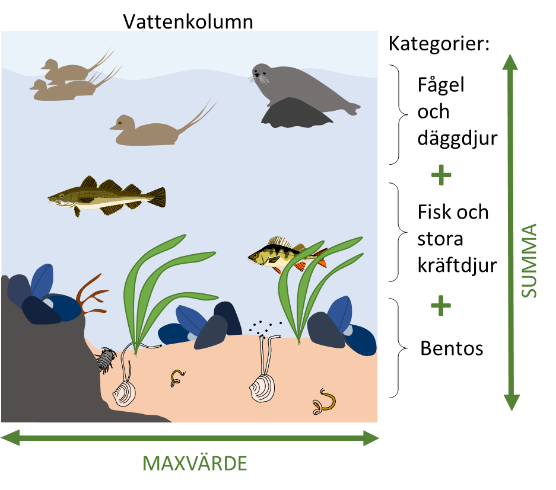 Vattenkolumn
Kategorier:
Fågel
och
däggdjur
+
Fisk och
stora
kräftdjur
+
Bentos
SUMMA
MAXVÄRDE